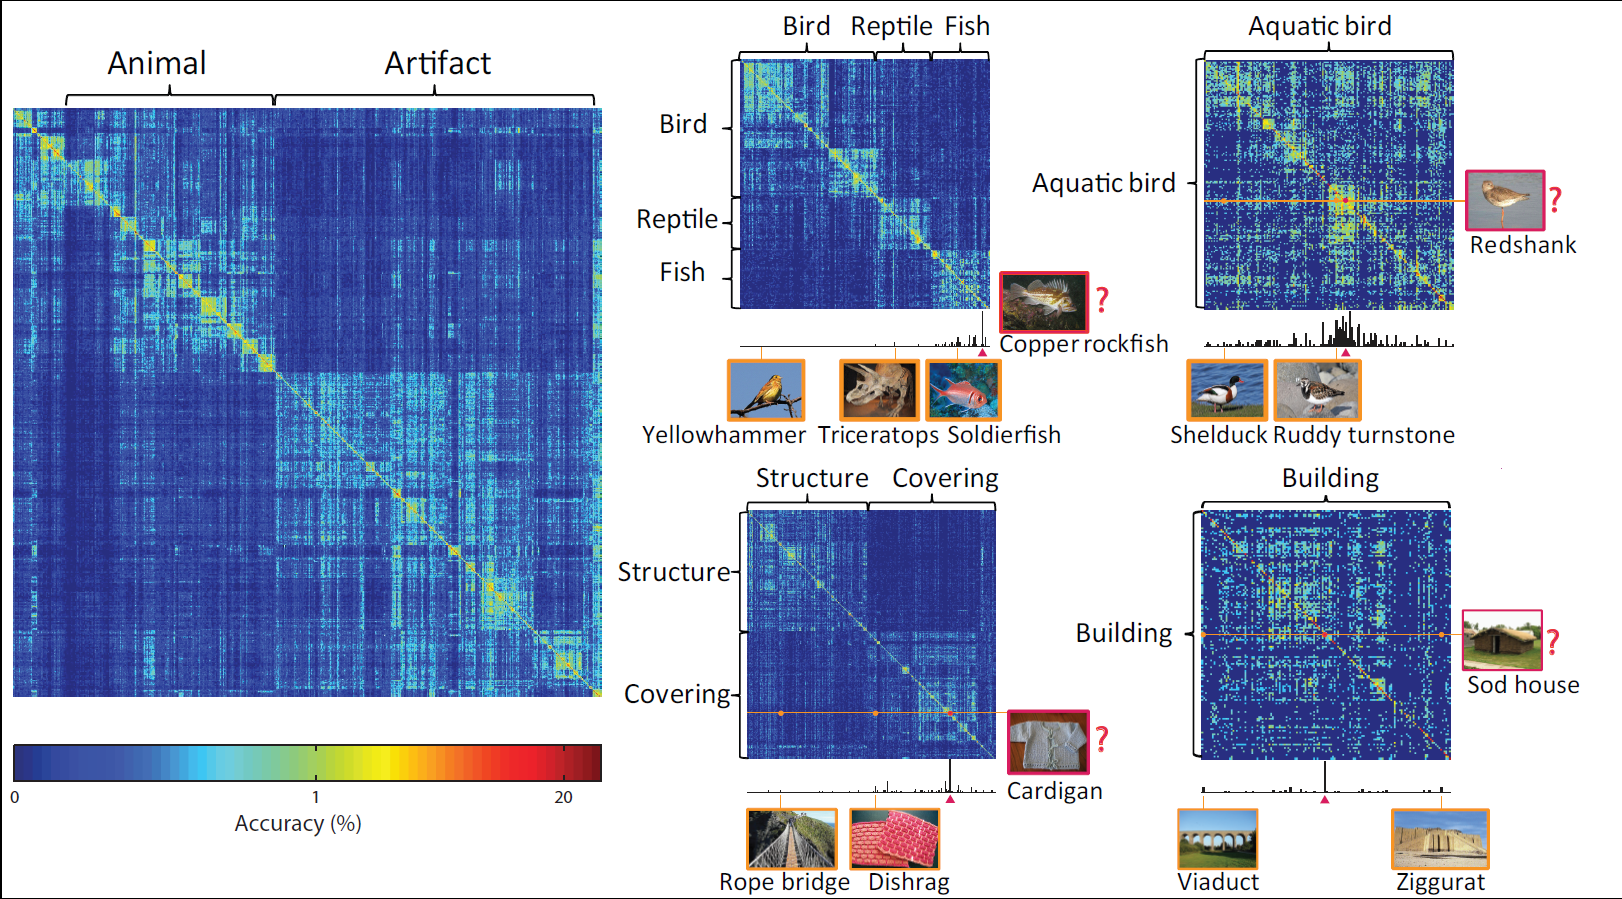 Animal
Artifact
0
1
20
Accuracy (%)
Bird Reptile Fish
Bird
Reptile
Fish
?
Copper rockfish
Yellowhammer Triceratops Soldierfish
Aquatic bird
Aquatic bird
?
Redshank
Shelduck Ruddy turnstone
Structure Covering
Structure
Covering
?
Cardigan
Rope bridge Dishrag
Building
Building
?
Sod house
Viaduct
Ziggurat